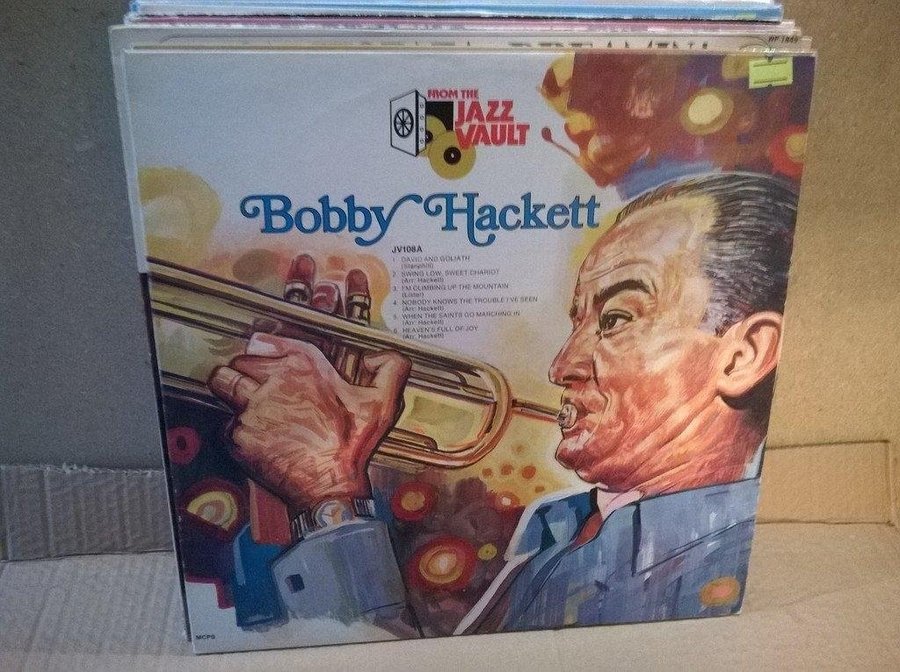 FROM THE
JAZZ
VAULT
Bobby Hackett
JV108A
1. DAVID AND GOLIATH
2. SWING LOW, SWEET CHARIOT
(Arr. Hackett)
3. I'M CLIMBING UP THE MOUNTAIN
(Lister)
4. NOBODY KNOWS THE TROUBLE I'VE SEEN
(Arr. Hackett)
5. WHEN THE SAINTS GO MARCHING IN
(Arr. Hackett)
6. HEAVEN'S FULL OF JOY
(Arr. Hackett)
MCPS